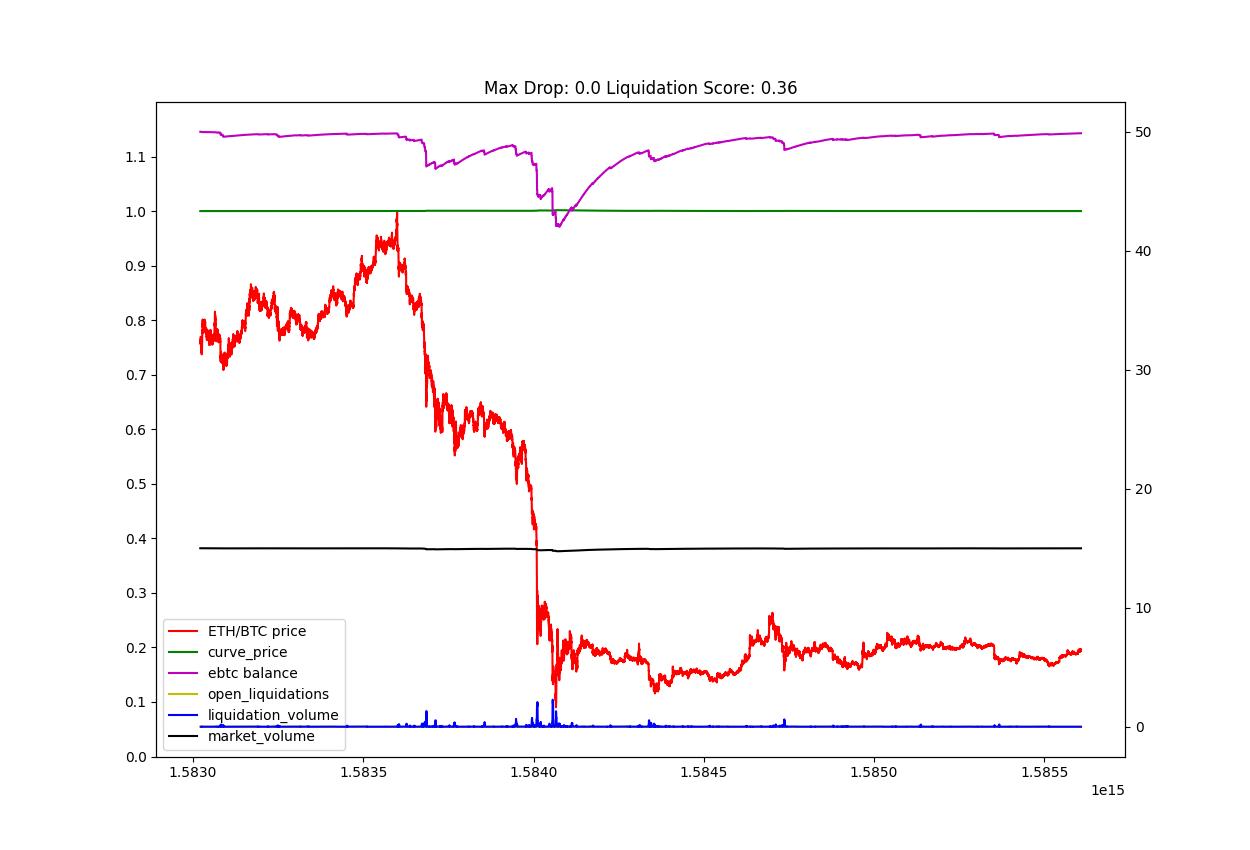 Max Drop: 0.0 Liquidation Score: 0.36
1.1
1.0
0.9
0.8
0.7
0.6
0.5
0.4
0.3
0.2
0.1
0.0
50
40
30
20
10
0
ETH/BTC price
curve_price
ebtc balance
open_liquidations
liquidation_volume
market_volume
1.5830 1.5835 1.5840 1.5845 1.5850 1.5855
1e15